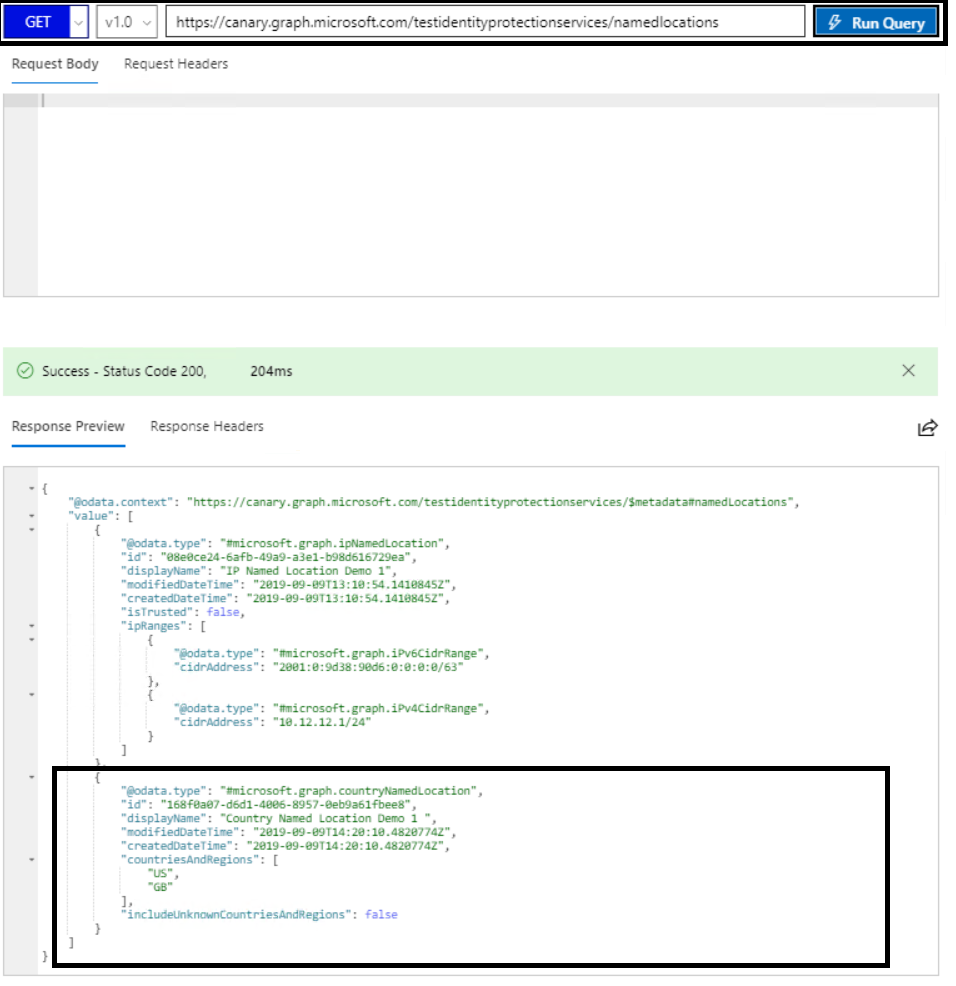 GET v1.0 https://canary.graph.microsoft.com/testidentityprotectionservices/namedlocations Run Query
Request Body Request Headers
Success - Status Code 200, 204ms
Response Preview Response Headers
{
"@odata.context": "https://canary.graph.microsoft.com/testidentityprotectionservices/$metadata#namedLocations",
"value": [
{
"@odata.type": "#microsoft.graph.ipNamedLocation",
"id": "08e0ce24-6afb-49a9-a3e1-b98d616729ea",
"displayName": "IP Named Location Demo 1",
"modifiedDateTime": "2019-09-09T13:10:54.1410845Z",
"createdDateTime": "2019-09-09T13:10:54.1410845Z",
"isTrusted": false,
"ipRanges": [
{
"@odata.type": "#microsoft.graph.iPv6CidrRange",
"cidrAddress": "2001:0:9d38:90d6:0:0:0:0/63"
},
{
"@odata.type": "#microsoft.graph.iPv4CidrRange",
"cidrAddress": "10.12.12.1/24"
}
]
},
{
"@odata.type": "#microsoft.graph.countryNamedLocation",
"id": "168f0a07-d6d1-4006-8957-0eb9a61fbee8",
"displayName": "Country Named Location Demo 1 ",
"modifiedDateTime": "2019-09-09T14:20:10.4820774Z",
"createdDateTime": "2019-09-09T14:20:10.4820774Z",
"countriesAndRegions": [
"US",
"GB"
],
"includeUnknownCountriesAndRegions": false
}
]
}